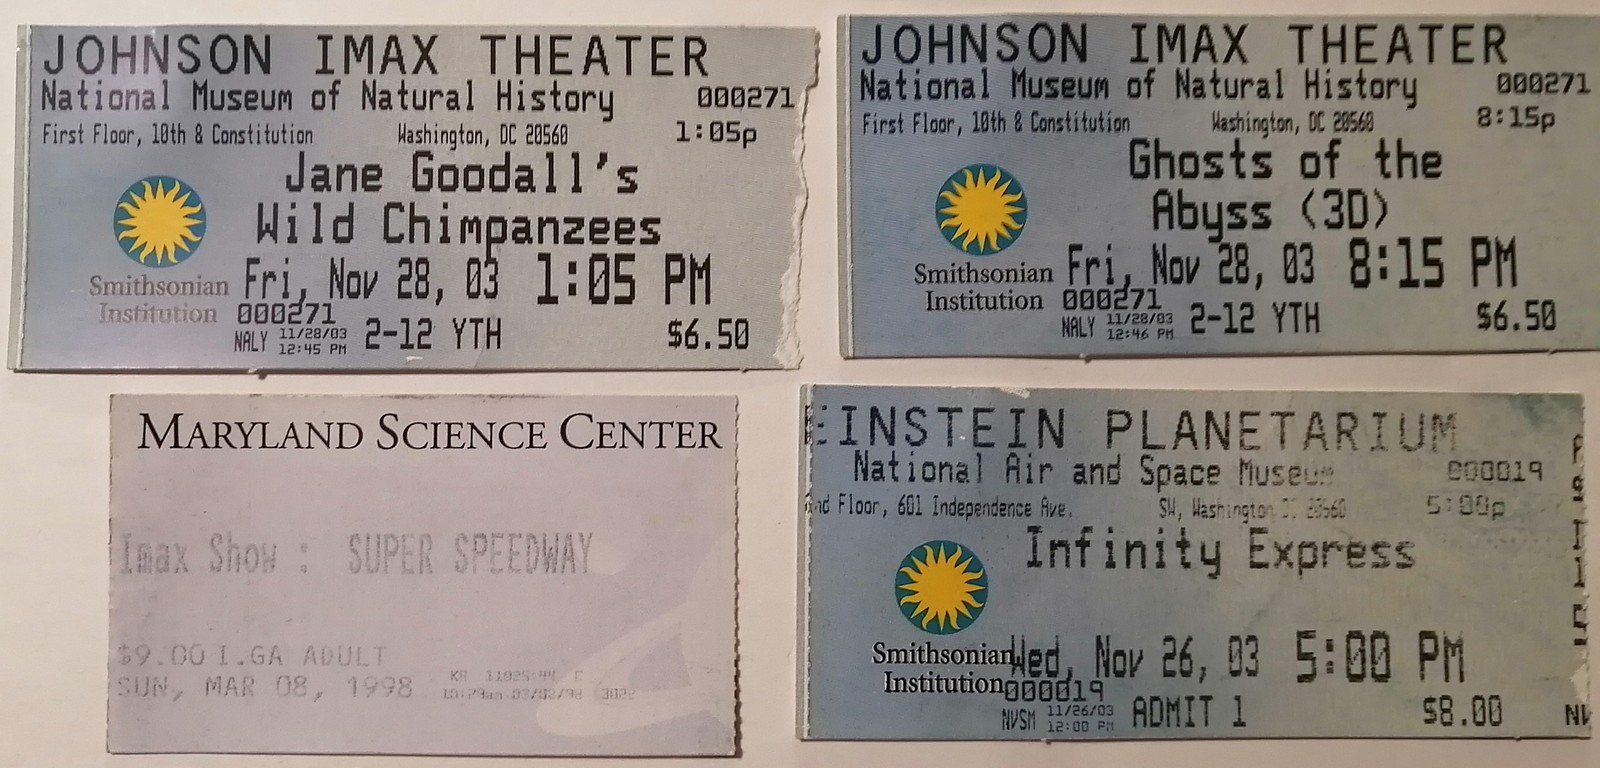 JOHNSON IMAX THEATER
National Museum of Natural History 000271
First Floor, 10th & Constitution Washington, DC 20560 1:05p
Jane Goodall's
Wild Chimpanzees
Smithsonian
Institution
Fri, Nov 28, 03 1:05 PM
000271
NALY 11/28/03 12:45 PM 2-12 YTH $6.50
JOHNSON IMAX THEATER
National Museum of Natural History 000271
First Floor, 10th & Constitution Washington, DC 20560 8:15p
Ghosts of the
Abyss (3D)
Smithsonian
Institution
Fri, Nov 28, 03 8:15 PM
000271
NALY 11/28/03 12:46 PM 2-12 YTH $6.50
MARYLAND SCIENCE CENTER
Imax Show : SUPER SPEEDWAY
$9.00 I.GA ADULT
SUN, MAR 08, 1998
EINSTEIN PLANETARIUM
National Air and Space Museum 000019
nd Floor, 601 Independence Ave. SW, Washington DC 20560 5:00p
Infinity Express
Smithsonian
Institution
Wed, Nov 26, 03 5:00 PM
000019
NVSM 11/26/03 12:00 PM ADMIT 1 $8.00